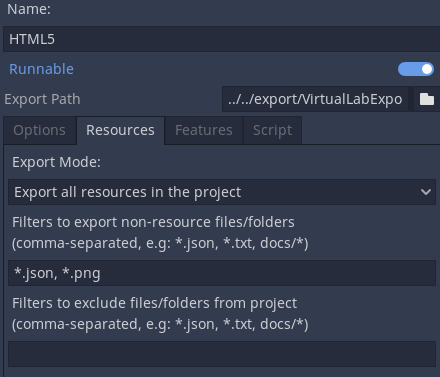 Name:
HTML5
Runnable
Export Path ../../export/VirtualLabExpo
Options Resources Features Script
Export Mode:
Export all resources in the project
Filters to export non-resource files/folders
(comma-separated, e.g: *.json, *.txt, docs/*)
*.json, *.png
Filters to exclude files/folders from project
(comma-separated, e.g: *.json, *.txt, docs/*)